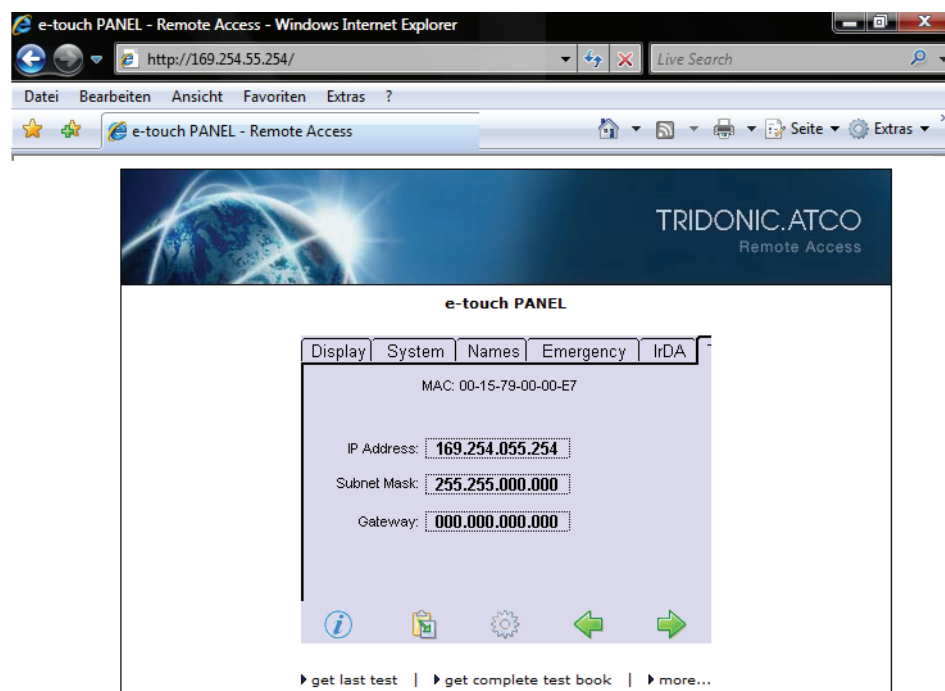 e-touch PANEL - Remote Access - Windows Internet Explorer
http://169.254.55.254/
Live Search
Datei Bearbeiten Ansicht Favoriten Extras ?
e-touch PANEL - Remote Access
Seite Extras
TRIDONIC.ATCO
Remote Access
e-touch PANEL
Display System Names Emergency IrDA
MAC: 00-15-79-00-00-E7
IP Address: 169.254.055.254
Subnet Mask: 255.255.000.000
Gateway: 000.000.000.000
get last test | get complete test book | more...